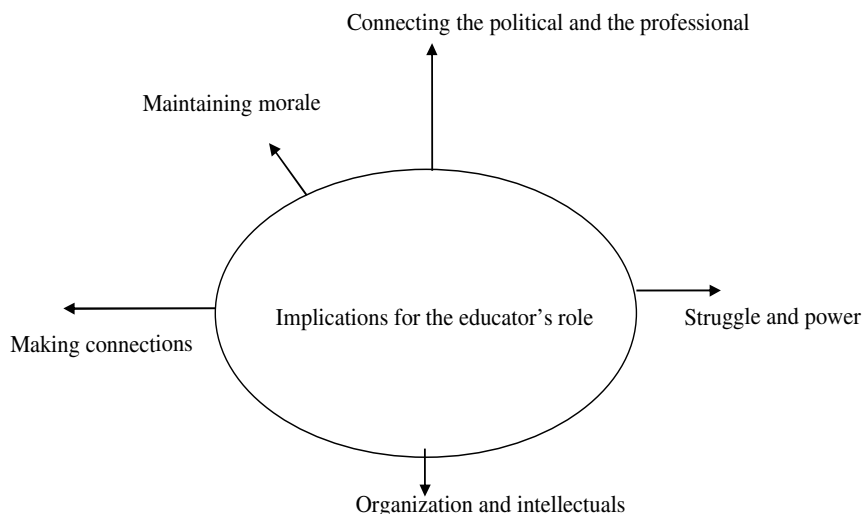 Connecting the political and the professional
Maintaining morale
Implications for the educator’s role
Struggle and power
Making connections
Organization and intellectuals